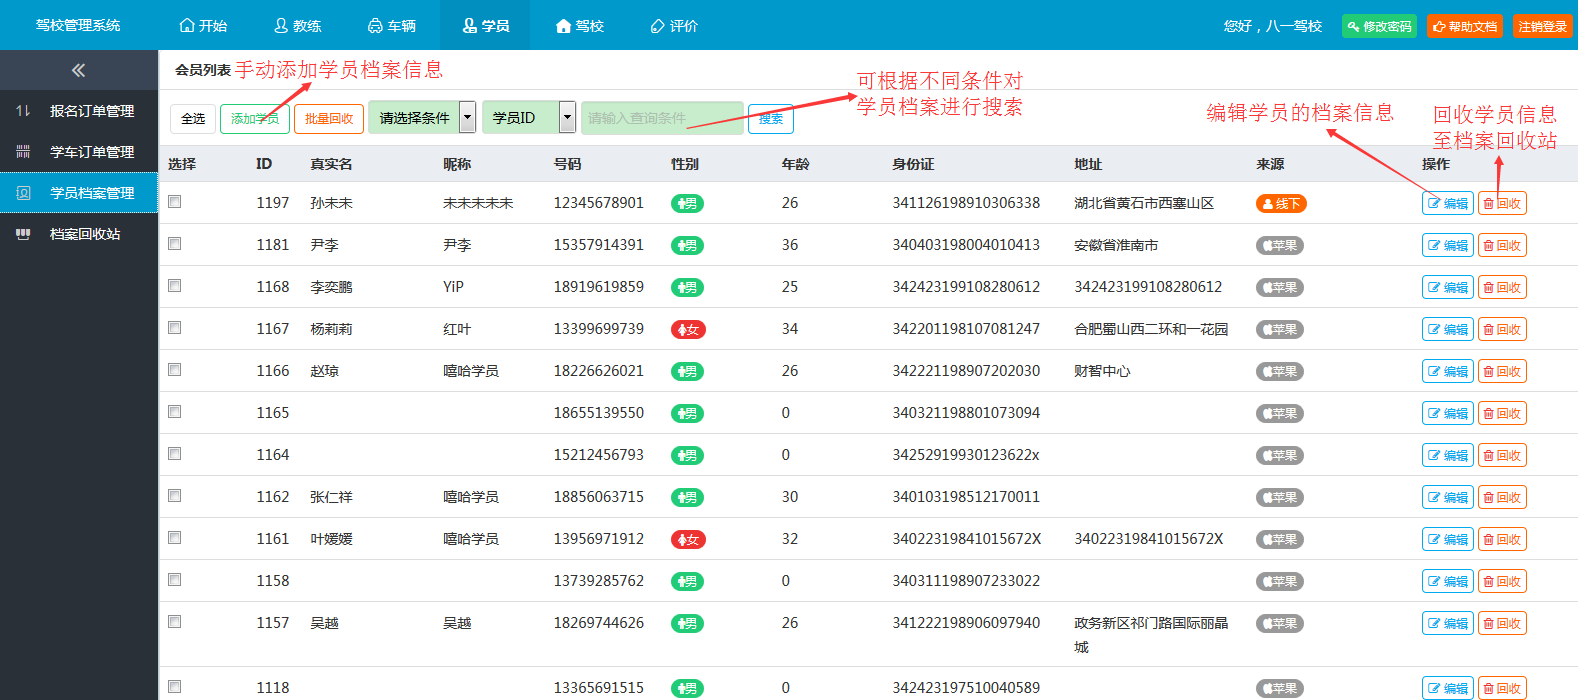 驾校管理系统 开始 教练 车辆 学员 驾校 评价 您好，八一驾校 修改密码 帮助文档 注销登录
报名订单管理
学车订单管理
学员档案管理
档案回收站
会员列表 手动添加学员档案信息
可根据不同条件对
学员档案进行搜索
编辑学员的档案信息
回收学员信息
至档案回收站
全选 添加学员 批量回收 请选择条件 学员ID 请输入查询条件 搜索
选择 ID 真实名 昵称 号码 性别 年龄 身份证 地址 来源 操作
1197 孙未未 未未未未未 12345678901 男 26 341126198910306338 湖北省黄石市西塞山区 线下 编辑 回收
1181 尹李 尹李 15357914391 男 36 340403198004010413 安徽省淮南市 苹果 编辑 回收
1168 李奕鹏 YiP 18919619859 男 25 342423199108280612 342423199108280612 苹果 编辑 回收
1167 杨莉莉 红叶 13399699739 女 34 342201198107081247 合肥蜀山西二环和一花园 苹果 编辑 回收
1166 赵琼 嘻哈学员 18226626021 男 26 342221198907202030 财智中心 苹果 编辑 回收
1165 18655139550 男 0 340321198801073094 苹果 编辑 回收
1164 15212456793 男 0 34252919930123622x 苹果 编辑 回收
1162 张仁祥 嘻哈学员 18856063715 男 30 340103198512170011 苹果 编辑 回收
1161 叶媛媛 嘻哈学员 13956971912 女 32 34022319841015672X 34022319841015672X 苹果 编辑 回收
1158 13739285762 男 0 340311198907233022 苹果 编辑 回收
1157 吴越 吴越 18269744626 男 26 341222198906097940 政务新区祁门路国际丽晶 苹果 编辑 回收
城
1118 13365691515 男 0 342423197510040589 苹果 编辑 回收